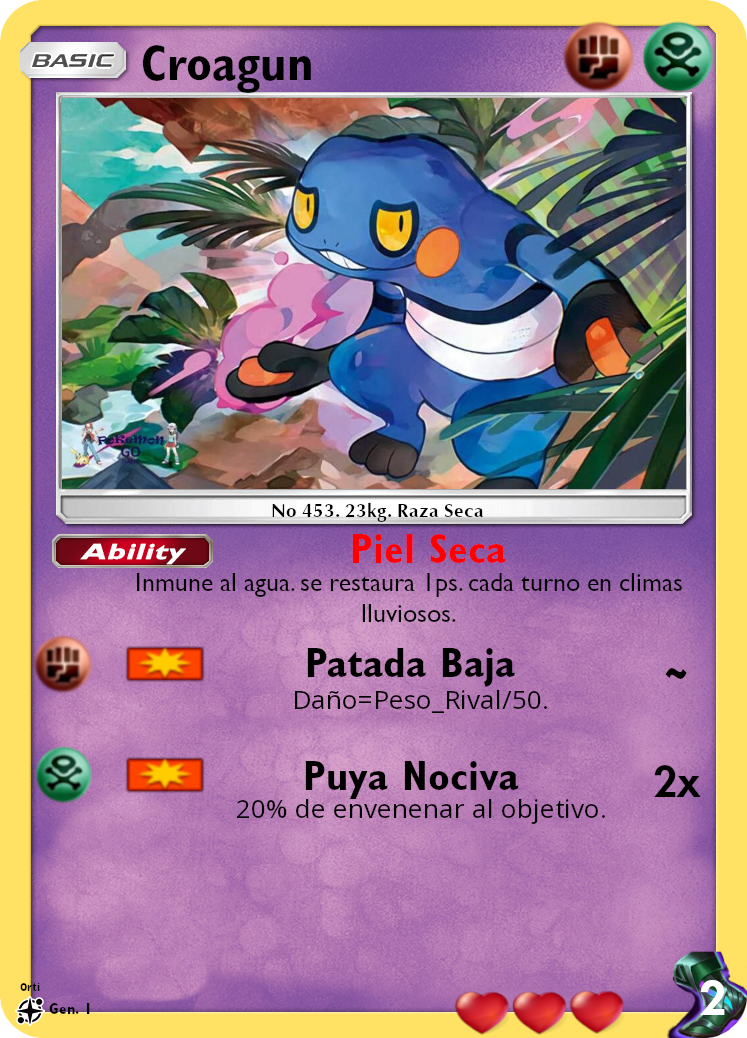 BASIC Croagun
Pokemon
GO
No 453. 23kg. Raza Seca
Ability Piel Seca
Inmune al agua. se restaura 1ps. cada turno en climas
lluviosos.
Patada Baja ~
Daño=Peso_Rival/50.
Puya Nociva 2x
20% de envenenar al objetivo.
Orti
Gen. 1
2